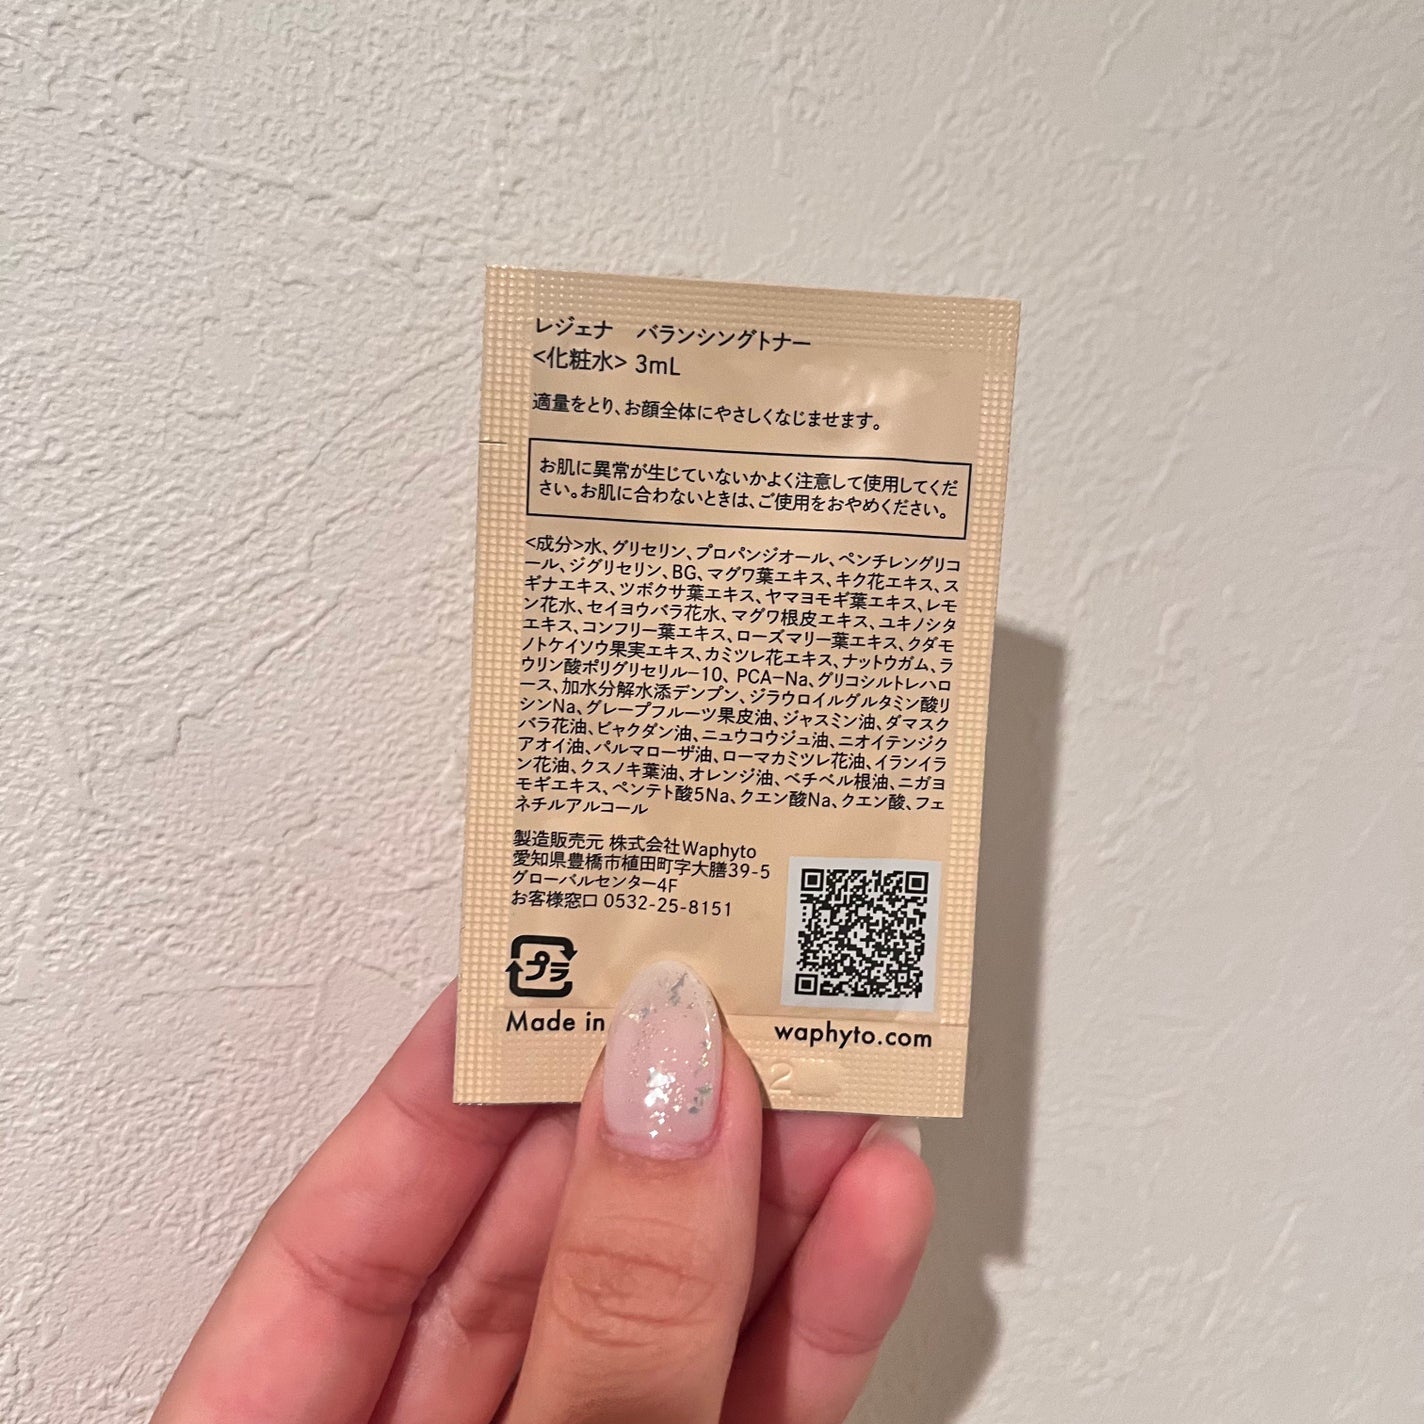 レジェナ　バランシングトナー
<化粧水> 3mL
適量をとり、お顔全体にやさしくなじませます。
お肌に異常が生じていないかよく注意して使用してくだ
さい。お肌に合わないときは、ご使用をおやめください。
<成分>水、グリセリン、プロパンジオール、ペンチレングリコ
ール、ジグリセリン、BG、マグワ葉エキス、キク花エキス、ス
ギナエキス、ツボクサ葉エキス、ヤマヨモギ葉エキス、レモ
ン花水、セイヨウバラ花水、マグワ根皮エキス、ユキノシタ
エキス、コンフリー葉エキス、ローズマリー葉エキス、クダモ
ノトケイソウ果実エキス、カミツレ花エキス、ナットウガム、ラ
ウリン酸ポリグリセリル−10、PCA−Na、グリコシルトレハロ
ース、加水分解水添デンプン、ジラウロイルグルタミン酸リ
シンNa、グレープフルーツ果皮油、ジャスミン油、ダマスク
バラ花油、ビャクダン油、ニュウコウジュ油、ニオイテンジク
アオイ油、パルマローザ油、ローマカミツレ花油、イランイラ
ン花油、クスノキ葉油、オレンジ油、ベチベル根油、ニガヨ
モギエキス、ペンテト酸5Na、クエン酸Na、クエン酸、フェ
ネチルアルコール
製造販売元 株式会社Waphyto
愛知県豊橋市植田町字大膳39-5
グローバルセンター4F
お客様窓口 0532-25-8151
プラ
Made in
waphyto.com
2